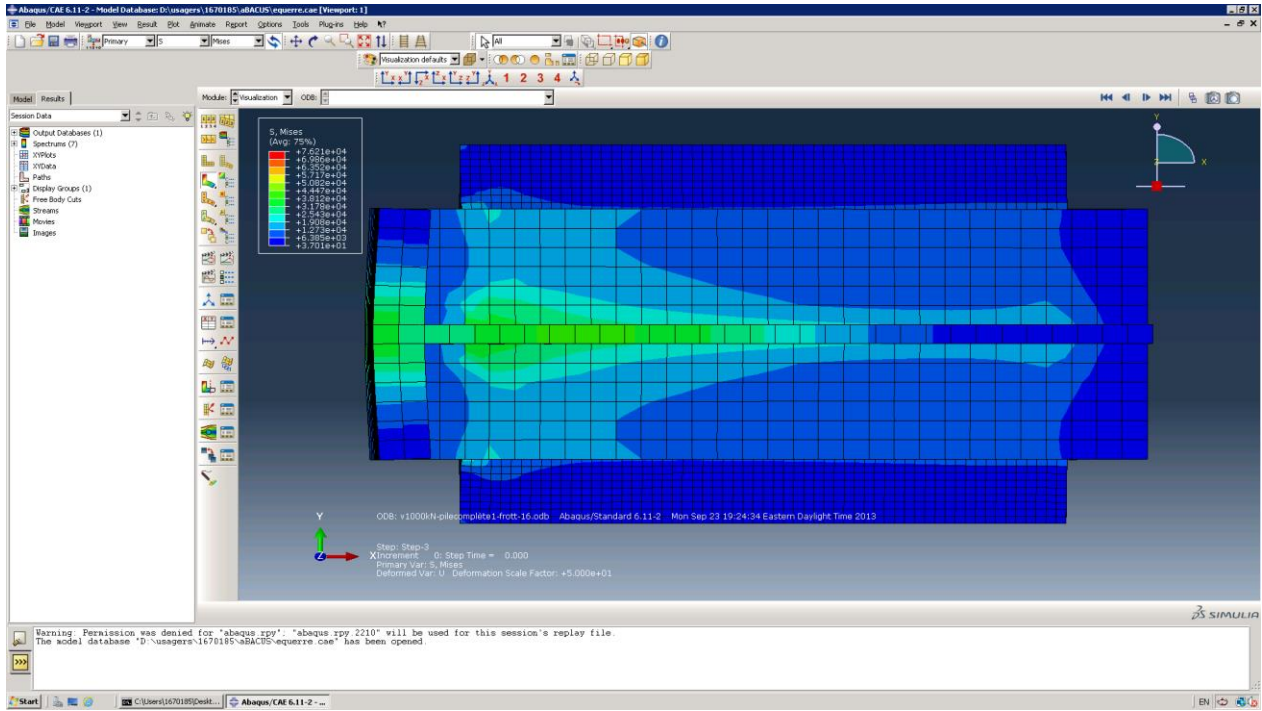 Abaqus/CAE 6.11-2 - Model Database: D:\usagers\1670185\aBACUS\equerre.cae [Viewport: 1]
File Model Viewport View Result Plot Animate Report Options Tools Plug-ins Help
Primary S Mises All
Visualization defaults
1 2 3 4
Model Results Module: Visualization ODB:
Session Data
Output Databases (1)
Spectrums (7)
XYPlots
XYData
Paths
Display Groups (1)
Free Body Cuts
Streams
Movies
Images
S, Mises
(Avg: 75%)
+7.621e+04
+6.986e+04
+6.352e+04
+5.717e+04
+5.082e+04
+4.447e+04
+3.812e+04
+3.178e+04
+2.543e+04
+1.908e+04
+1.273e+04
+6.385e+03
+3.701e+01
Y
Z X
Y
Z X
ODB: v1000kN-pilecomplète1-frott-16.odb Abaqus/Standard 6.11-2 Mon Sep 23 19:24:34 Eastern Daylight Time 2013
Step: Step-3
Increment 0: Step Time = 0.000
Primary Var: S, Mises
Deformed Var: U Deformation Scale Factor: +5.000e+01
SIMULIA
Warning: Permission was denied for "abaqus.rpy"; "abaqus.rpy.2210" will be used for this session's replay file.
The model database "D:\usagers\1670185\aBACUS\equerre.cae" has been opened.
>>>
Start C:\Users\1670185\Deskt... Abaqus/CAE 6.11-2 - ... EN